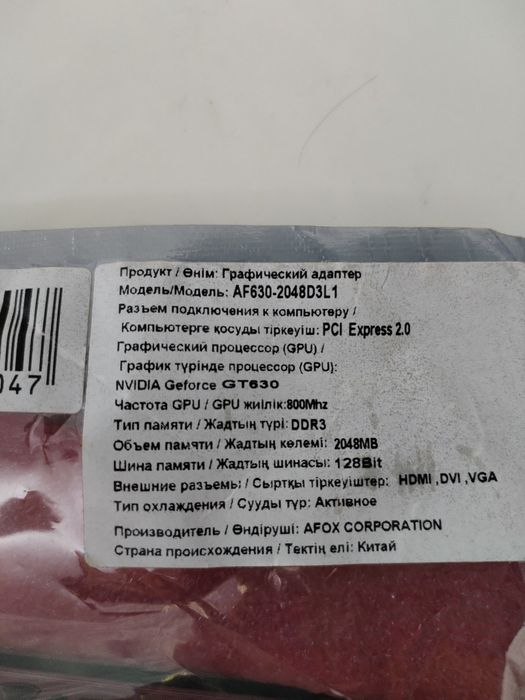 Продукт / Өнім: Графический адаптер
Модель/Модель: AF630-2048D3L1
Разъем подключения к компьютеру /
Компьютерге қосуды тіркеуіш: PCI Express 2.0
Графический процессор (GPU) /
График түрінде процессор (GPU):
NVIDIA Geforce GT630
Частота GPU / GPU жиілік:800Mhz
Тип памяти / Жадтың түрі: DDR3
Объем памяти / Жадтың көлемі: 2048MB
Шина памяти / Жадтың шинасы: 128Bit
Внешние разъемы / Сыртқы тіркеуіштер: HDMI ,DVI ,VGA
Тип охлаждения / Сууды түр: Активное
Производитель / Өндіруші: AFOX CORPORATION
Страна происхождения / Тектің елі: Китай
047